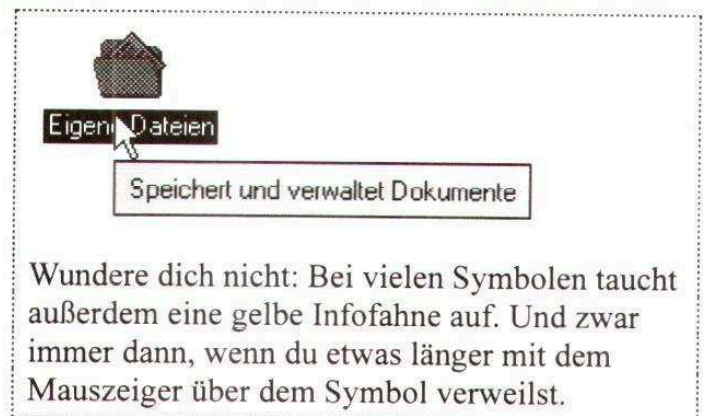 Eigene Dateien
Speichert und verwaltet Dokumente
Wundere dich nicht: Bei vielen Symbolen taucht
außerdem eine gelbe Infofahne auf. Und zwar
immer dann, wenn du etwas länger mit dem
Mauszeiger über dem Symbol verweilst.